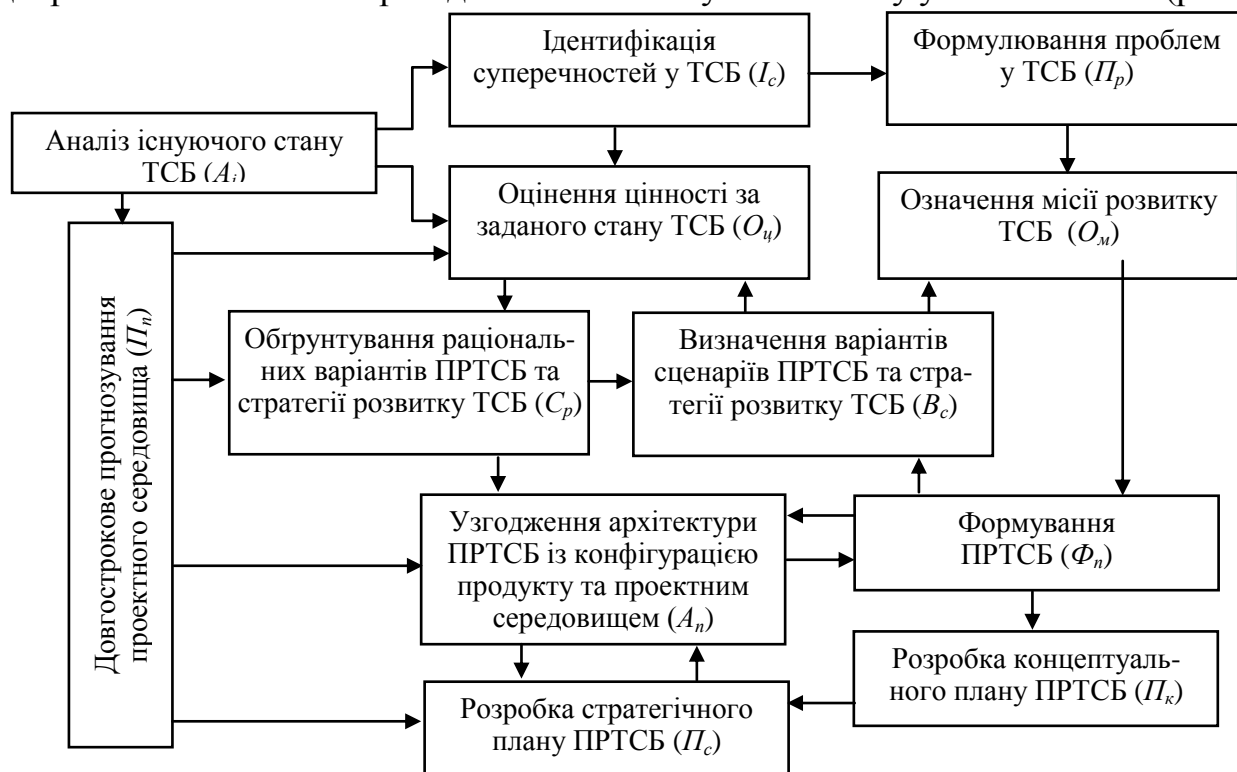 Ідентифікація
суперечностей у ТСБ (Iс)
Формулювання проблем
у ТСБ (Пр)
Аналіз існуючого стану
ТСБ (Ai)
Оцінення цінності за
заданого стану ТСБ (Оц)
Означення місії розвитку
ТСБ (Ом)
Довгострокове прогнозування
проектного середовища (Пп)
Обґрунтування раціональ-
них варіантів ПРТСБ та
стратегії розвитку ТСБ (Ср)
Визначення варіантів
сценаріїв ПРТСБ та стра-
тегії розвитку ТСБ (Вс)
Узгодження архітектури
ПРТСБ із конфігурацією
продукту та проектним
середовищем (Ап)
Формування
ПРТСБ (Фп)
Розробка концептуаль-
ного плану ПРТСБ (Пк)
Розробка стратегічного
плану ПРТСБ (Пс)